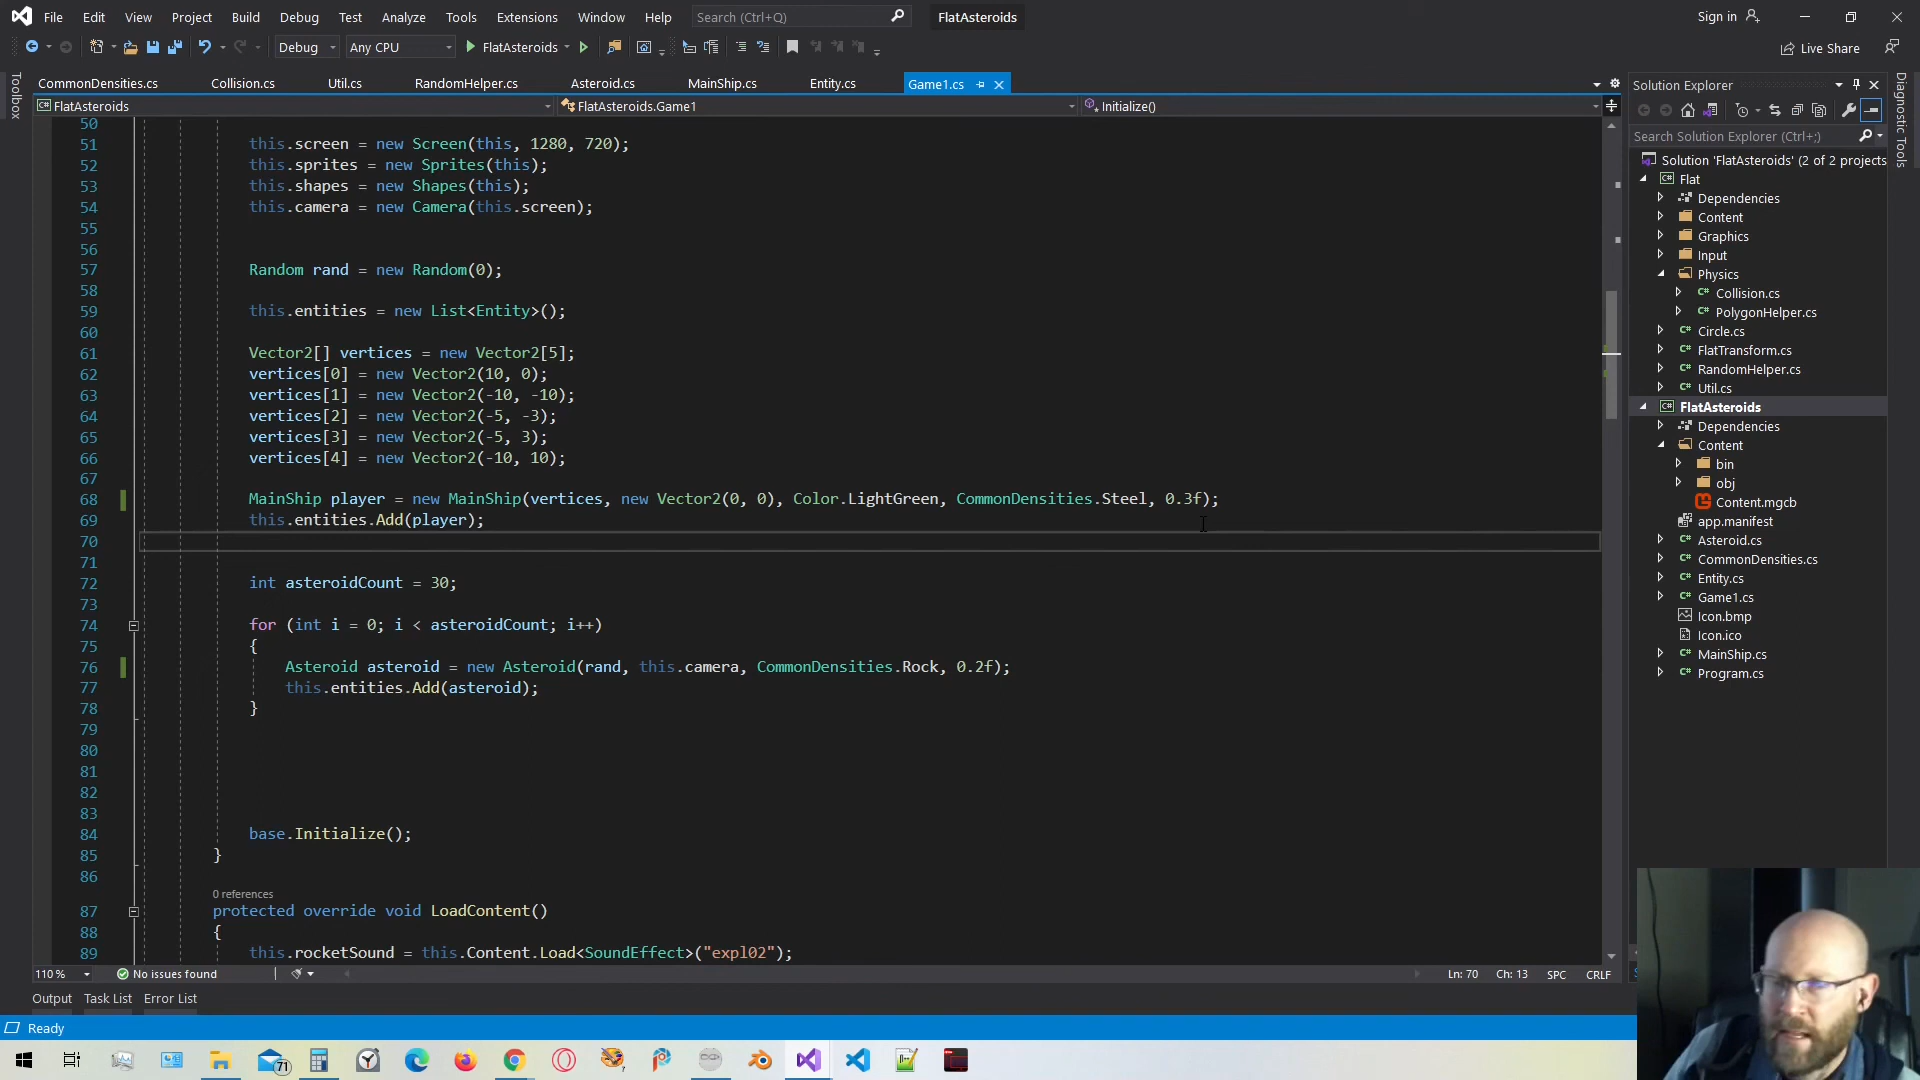 File Edit View Project Build Debug Test Analyze Tools Extensions Window Help Search (Ctrl+Q) FlatAsteroids Sign in
Debug Any CPU FlatAsteroids Live Share
CommonDensities.cs Collision.cs Util.cs RandomHelper.cs Asteroid.cs MainShip.cs Entity.cs Game1.cs
FlatAsteroids FlatAsteroids.Game1 Initialize()
Toolbox
50
51 this.screen = new Screen(this, 1280, 720);
52 this.sprites = new Sprites(this);
53 this.shapes = new Shapes(this);
54 this.camera = new Camera(this.screen);
55
56
57 Random rand = new Random(0);
58
59 this.entities = new List<Entity>();
60
61 Vector2[] vertices = new Vector2[5];
62 vertices[0] = new Vector2(10, 0);
63 vertices[1] = new Vector2(-10, -10);
64 vertices[2] = new Vector2(-5, -3);
65 vertices[3] = new Vector2(-5, 3);
66 vertices[4] = new Vector2(-10, 10);
67
68 MainShip player = new MainShip(vertices, new Vector2(0, 0), Color.LightGreen, CommonDensities.Steel, 0.3f);
69 this.entities.Add(player);
70
71
72 int asteroidCount = 30;
73
74 for (int i = 0; i < asteroidCount; i++)
75 {
76 Asteroid asteroid = new Asteroid(rand, this.camera, CommonDensities.Rock, 0.2f);
77 this.entities.Add(asteroid);
78 }
79
80
81
82
83
84 base.Initialize();
85 }
86
0 references
87 protected override void LoadContent()
88 {
89 this.rocketSound = this.Content.Load<SoundEffect>("expl02");
110 % No issues found Ln: 70 Ch: 13 SPC CRLF
Output Task List Error List
Ready
71
Solution Explorer
Search Solution Explorer (Ctrl+;)
Solution 'FlatAsteroids' (2 of 2 projects
Flat
Dependencies
Content
Graphics
Input
Physics
Collision.cs
PolygonHelper.cs
Circle.cs
FlatTransform.cs
RandomHelper.cs
Util.cs
FlatAsteroids
Dependencies
Content
bin
obj
Content.mgcb
app.manifest
Asteroid.cs
CommonDensities.cs
Entity.cs
Game1.cs
Icon.bmp
Icon.ico
MainShip.cs
Program.cs
Diagnostic Tools